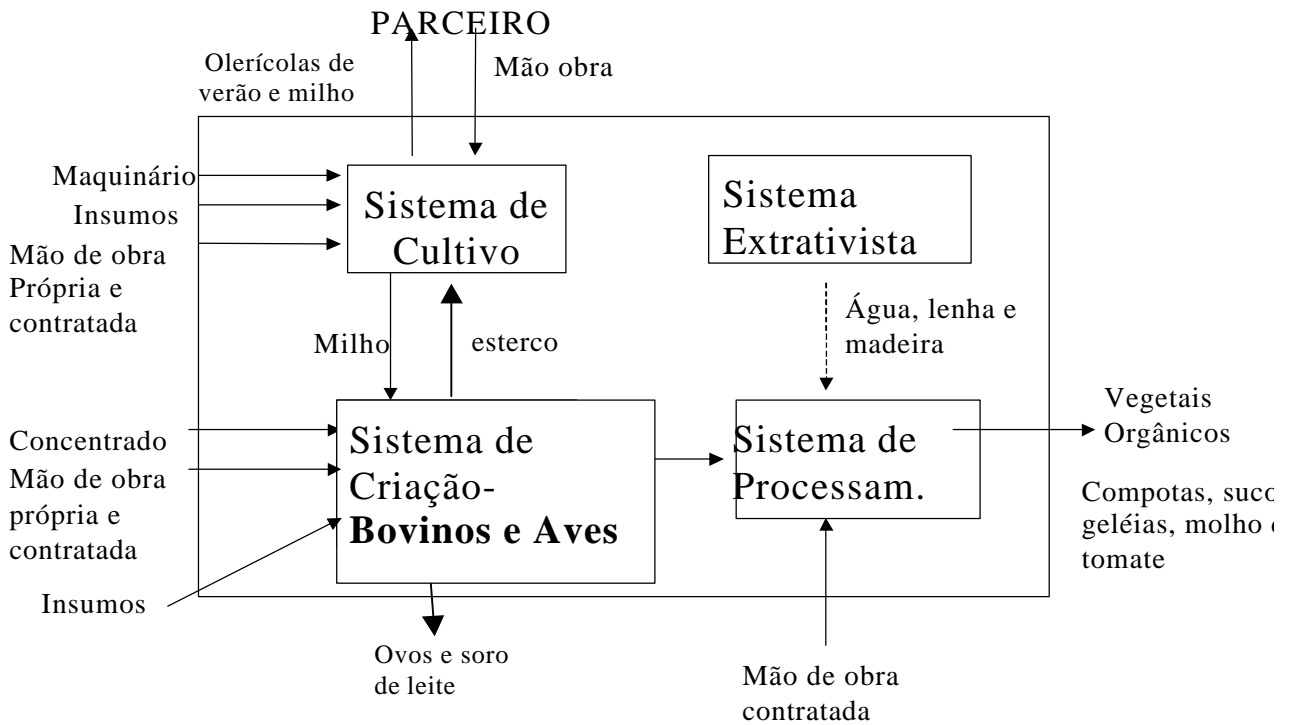 PARCEIRO
Olerícolas de
verão e milho
Mão obra
Maquinário
Insumos
Mão de obra
Própria e
contratada
Sistema de
Cultivo
Sistema
Extrativista
Milho
esterco
Água, lenha e
madeira
Concentrado
Mão de obra
própria e
contratada
Insumos
Sistema de
Criação-
Bovinos e Aves
Sistema de
Processam.
Vegetais
Orgânicos
Compotas, suco
geléias, molho
tomate
Ovos e soro
de leite
Mão de obra
contratada